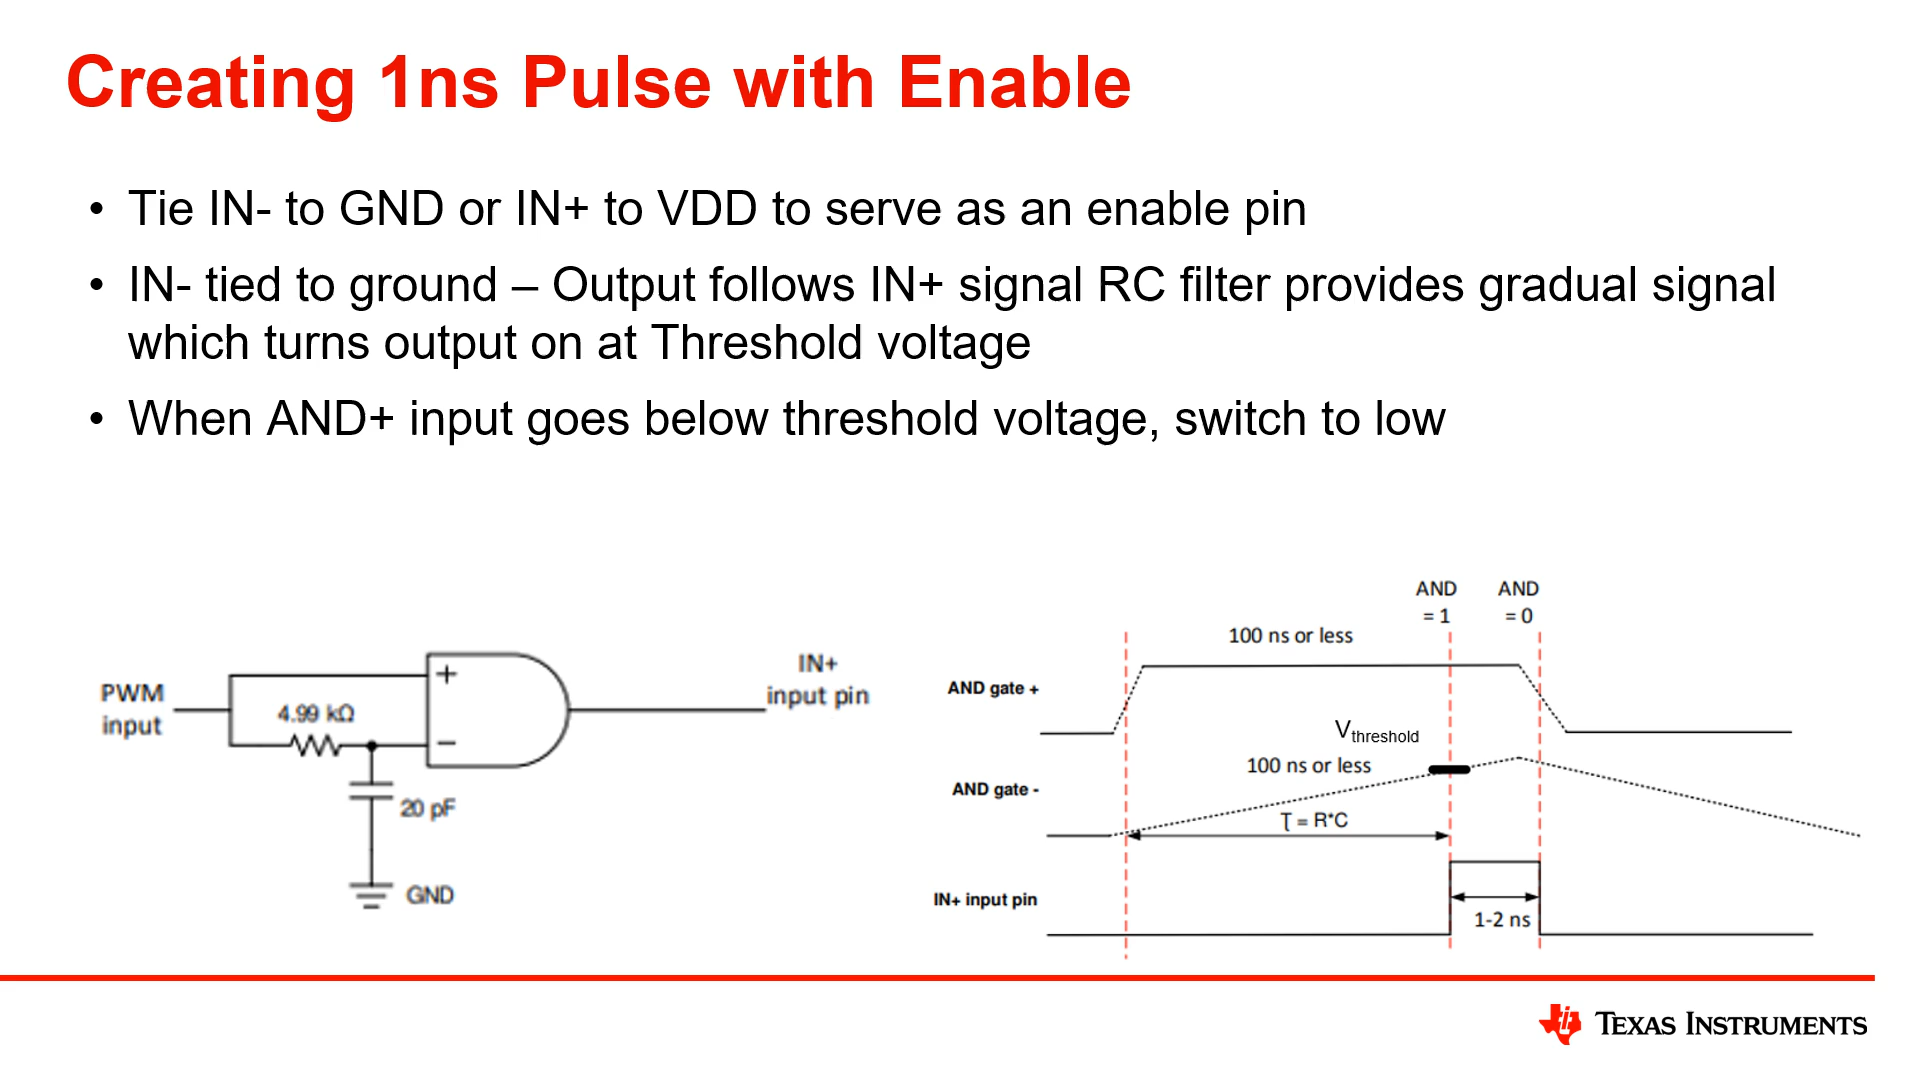 Creating 1ns Pulse with Enable
• Tie IN- to GND or IN+ to VDD to serve as an enable pin
• IN- tied to ground – Output follows IN+ signal RC filter provides gradual signal
which turns output on at Threshold voltage
• When AND+ input goes below threshold voltage, switch to low
PWM
input
4.99 kΩ
+
−
20 pF
GND
IN+
input pin
AND
= 1
AND
= 0
100 ns or less
AND gate +
Vthreshold
100 ns or less
AND gate -
Ʈ = R*C
IN+ input pin
1-2 ns
TEXAS INSTRUMENTS